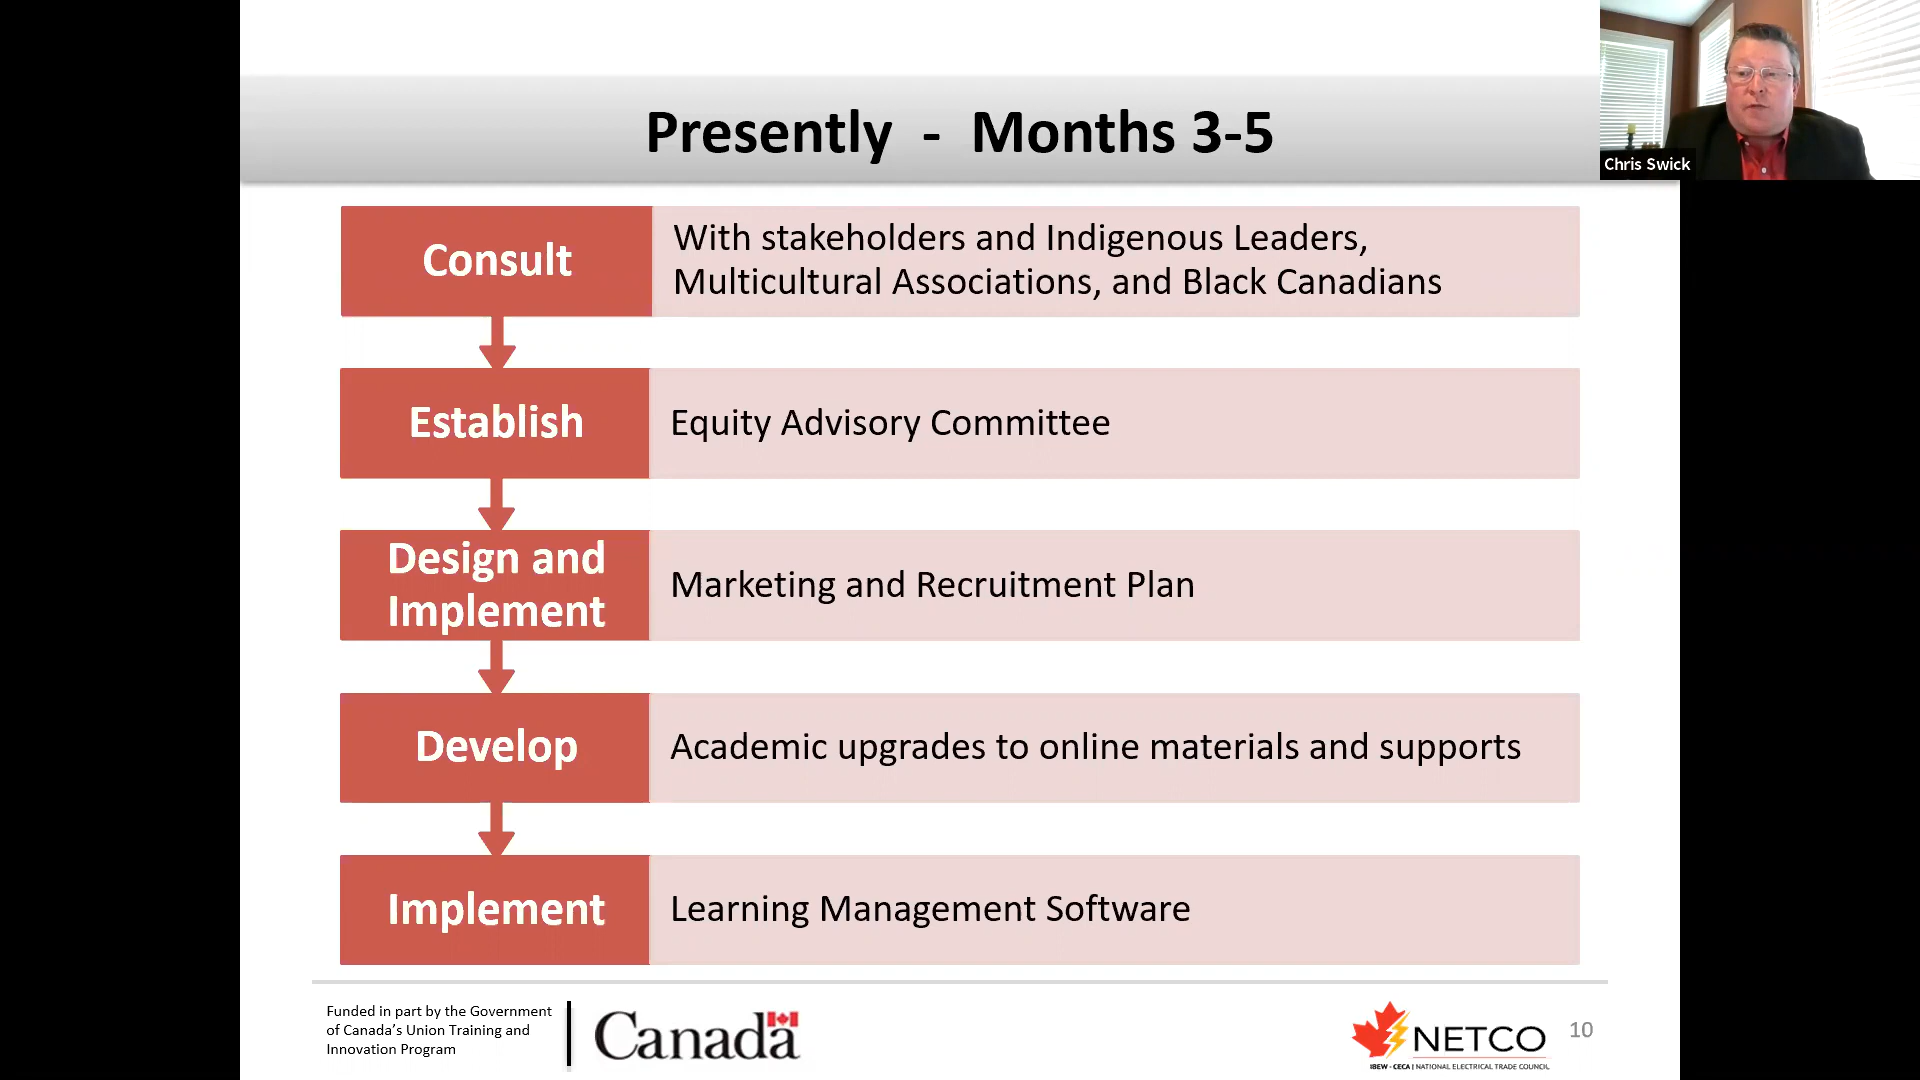 Presently - Months 3-5
Chris Swick
Consult
With stakeholders and Indigenous Leaders,
Multicultural Associations, and Black Canadians
Establish
Equity Advisory Committee
Design and
Implement
Marketing and Recruitment Plan
Develop
Academic upgrades to online materials and supports
Implement
Learning Management Software
Funded in part by the Government
of Canada's Union Training and
Innovation Program
Canada
NETCO
IBEW - CECA | NATIONAL ELECTRICAL TRADE COUNCIL
10